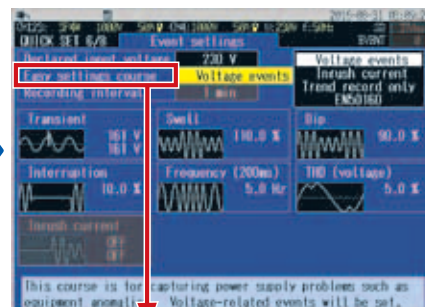 QUICK SET 6/8 Event settings EVENT
Declared input voltage 230 V
Easy settings course Voltage events
Recording interval 1 min
Voltage events
Inrush current
Trend record only
EN50160
Transient Swell Dip
161 V
161 V
110.0 % 90.0 %
Interruption Frequency (200ms) THD (voltage)
10.0 % 5.0 Hz 5.0 %
Inrush current
OFF
OFF
This course is for capturing power supply problems such as
equipment Voltage-related events will be set.